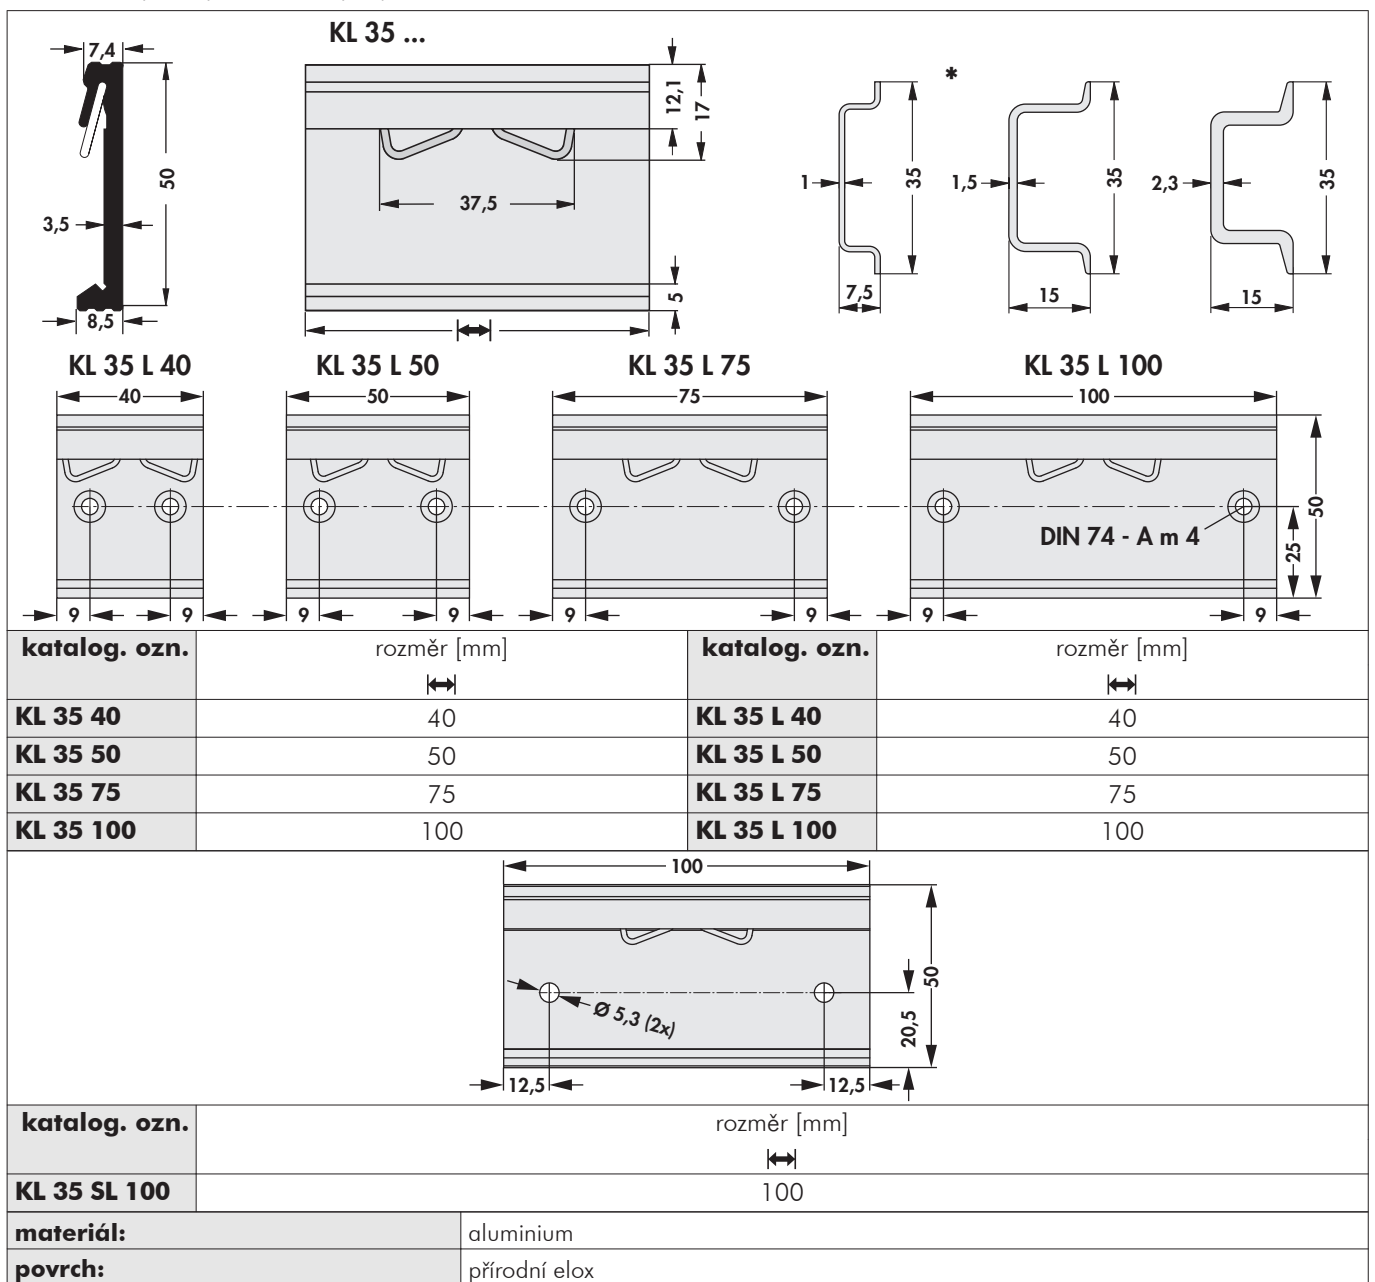 KL 35 ...
7,4
50
3,5
8,5
12,1
17
37,5
5
*
1
35
7,5
1,5
35
15
2,3
35
15
KL 35 L 40
KL 35 L 50
KL 35 L 75
KL 35 L 100
40
50
75
100
DIN 74 - A m 4
50
25
9
9
9
9
9
9
9
9
katalog. ozn.
rozměr [mm]
katalog. ozn.
rozměr [mm]
KL 35 40
40
KL 35 L 40
40
KL 35 50
50
KL 35 L 50
50
KL 35 75
75
KL 35 L 75
75
KL 35 100
100
KL 35 L 100
100
100
50
Ø 5,3 (2x)
20,5
12,5
12,5
katalog. ozn.
rozměr [mm]
KL 35 SL 100
100
materiál:
aluminium
povrch:
přírodní elox